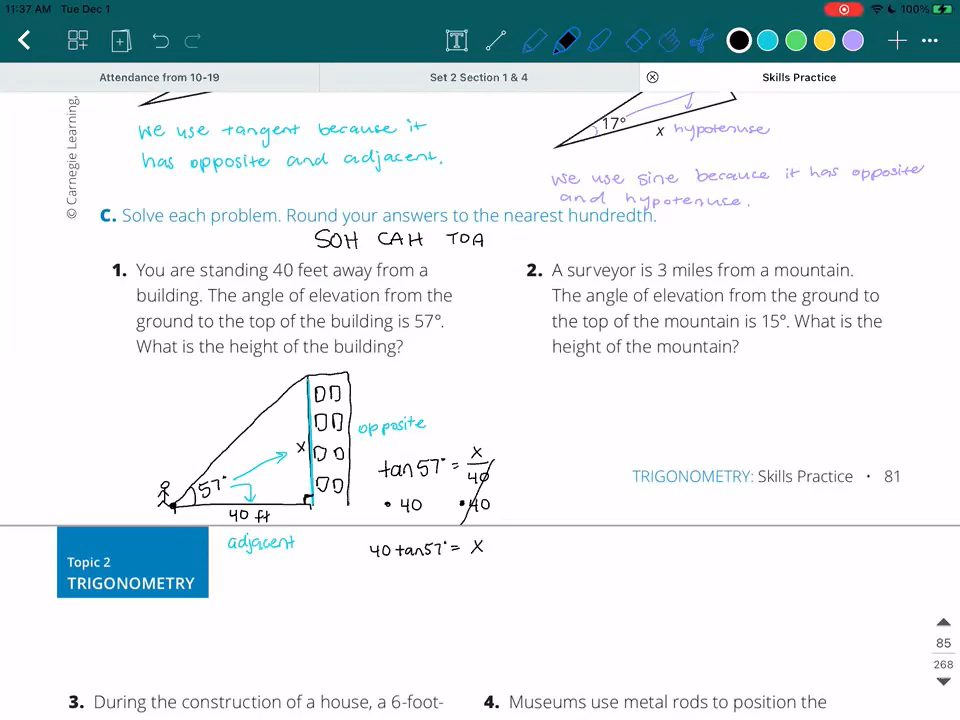 11:37 AM Tue Dec 1
100%
Attendance from 10-19
Set 2 Section 1 & 4
Skills Practice
© Carnegie Learning,
we use tangent because it
has opposite and adjacent.
17°
x hypotenuse
we use sine because it has opposite
and hypotenuse.
C. Solve each problem. Round your answers to the nearest hundredth.
SOH CAH TOA
1. You are standing 40 feet away from a
building. The angle of elevation from the
ground to the top of the building is 57°.
What is the height of the building?
2. A surveyor is 3 miles from a mountain.
The angle of elevation from the ground to
the top of the mountain is 15°. What is the
height of the mountain?
opposite
x
57°
40 ft
adjacent
tan 57° = x/40
• 40 • 40
40 tan 57° = x
TRIGONOMETRY: Skills Practice • 81
Topic 2
TRIGONOMETRY
85
268
3. During the construction of a house, a 6-foot-
4. Museums use metal rods to position the